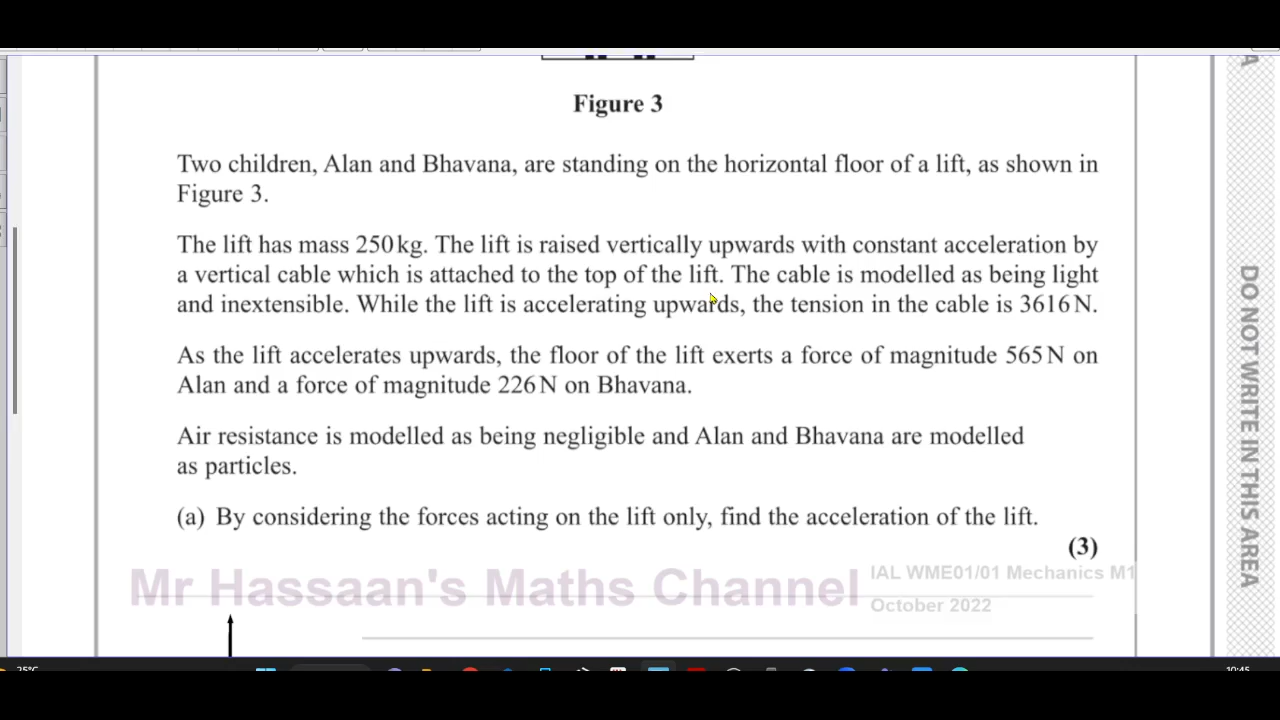 Figure 3
Two children, Alan and Bhavana, are standing on the horizontal floor of a lift, as shown in
Figure 3.
The lift has mass 250 kg. The lift is raised vertically upwards with constant acceleration by
a vertical cable which is attached to the top of the lift. The cable is modelled as being light
and inextensible. While the lift is accelerating upwards, the tension in the cable is 3616 N.
As the lift accelerates upwards, the floor of the lift exerts a force of magnitude 565 N on
Alan and a force of magnitude 226 N on Bhavana.
Air resistance is modelled as being negligible and Alan and Bhavana are modelled
as particles.
(a) By considering the forces acting on the lift only, find the acceleration of the lift.
(3)
Mr Hassaan's Maths Channel
IAL WME01/01 Mechanics M1
October 2022
DO NOT WRITE IN THIS AREA
A